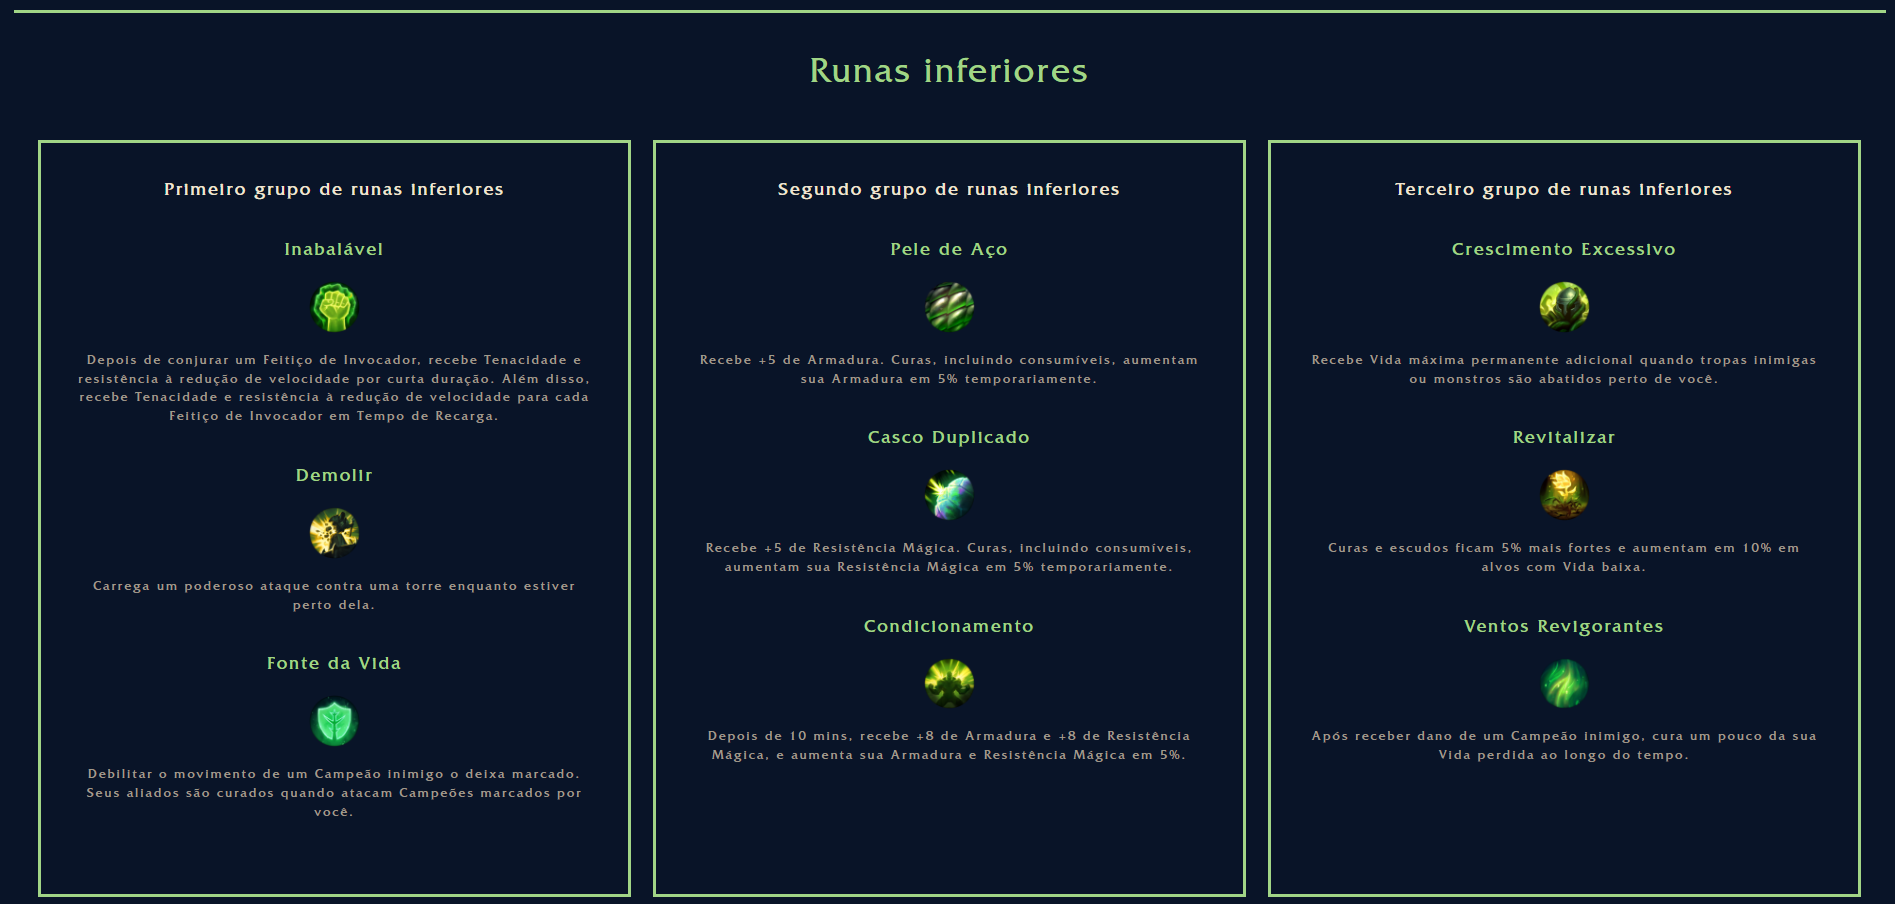 Runas inferiores
Primeiro grupo de runas inferiores
Inabalável
Depois de conjurar um Feitiço de Invocador, recebe Tenacidade e
resistência à redução de velocidade por curta duração. Além disso,
recebe Tenacidade e resistência à redução de velocidade para cada
Feitiço de Invocador em Tempo de Recarga.
Demolir
Carrega um poderoso ataque contra uma torre enquanto estiver
perto dela.
Fonte da Vida
Debilitar o movimento de um Campeão inimigo o deixa marcado.
Seus aliados são curados quando atacam Campeões marcados por
você.
Segundo grupo de runas inferiores
Pele de Aço
Recebe +5 de Armadura. Curas, incluindo consumíveis, aumentam
sua Armadura em 5% temporariamente.
Casco Duplicado
Recebe +5 de Resistência Mágica. Curas, incluindo consumíveis,
aumentam sua Resistência Mágica em 5% temporariamente.
Condicionamento
Depois de 10 mins, recebe +8 de Armadura e +8 de Resistência
Mágica, e aumenta sua Armadura e Resistência Mágica em 5%.
Terceiro grupo de runas inferiores
Crescimento Excessivo
Recebe Vida máxima permanente adicional quando tropas inimigas
ou monstros são abatidos perto de você.
Revitalizar
Curas e escudos ficam 5% mais fortes e aumentam em 10% em
alvos com Vida baixa.
Ventos Revigorantes
Após receber dano de um Campeão inimigo, cura um pouco da sua
Vida perdida ao longo do tempo.